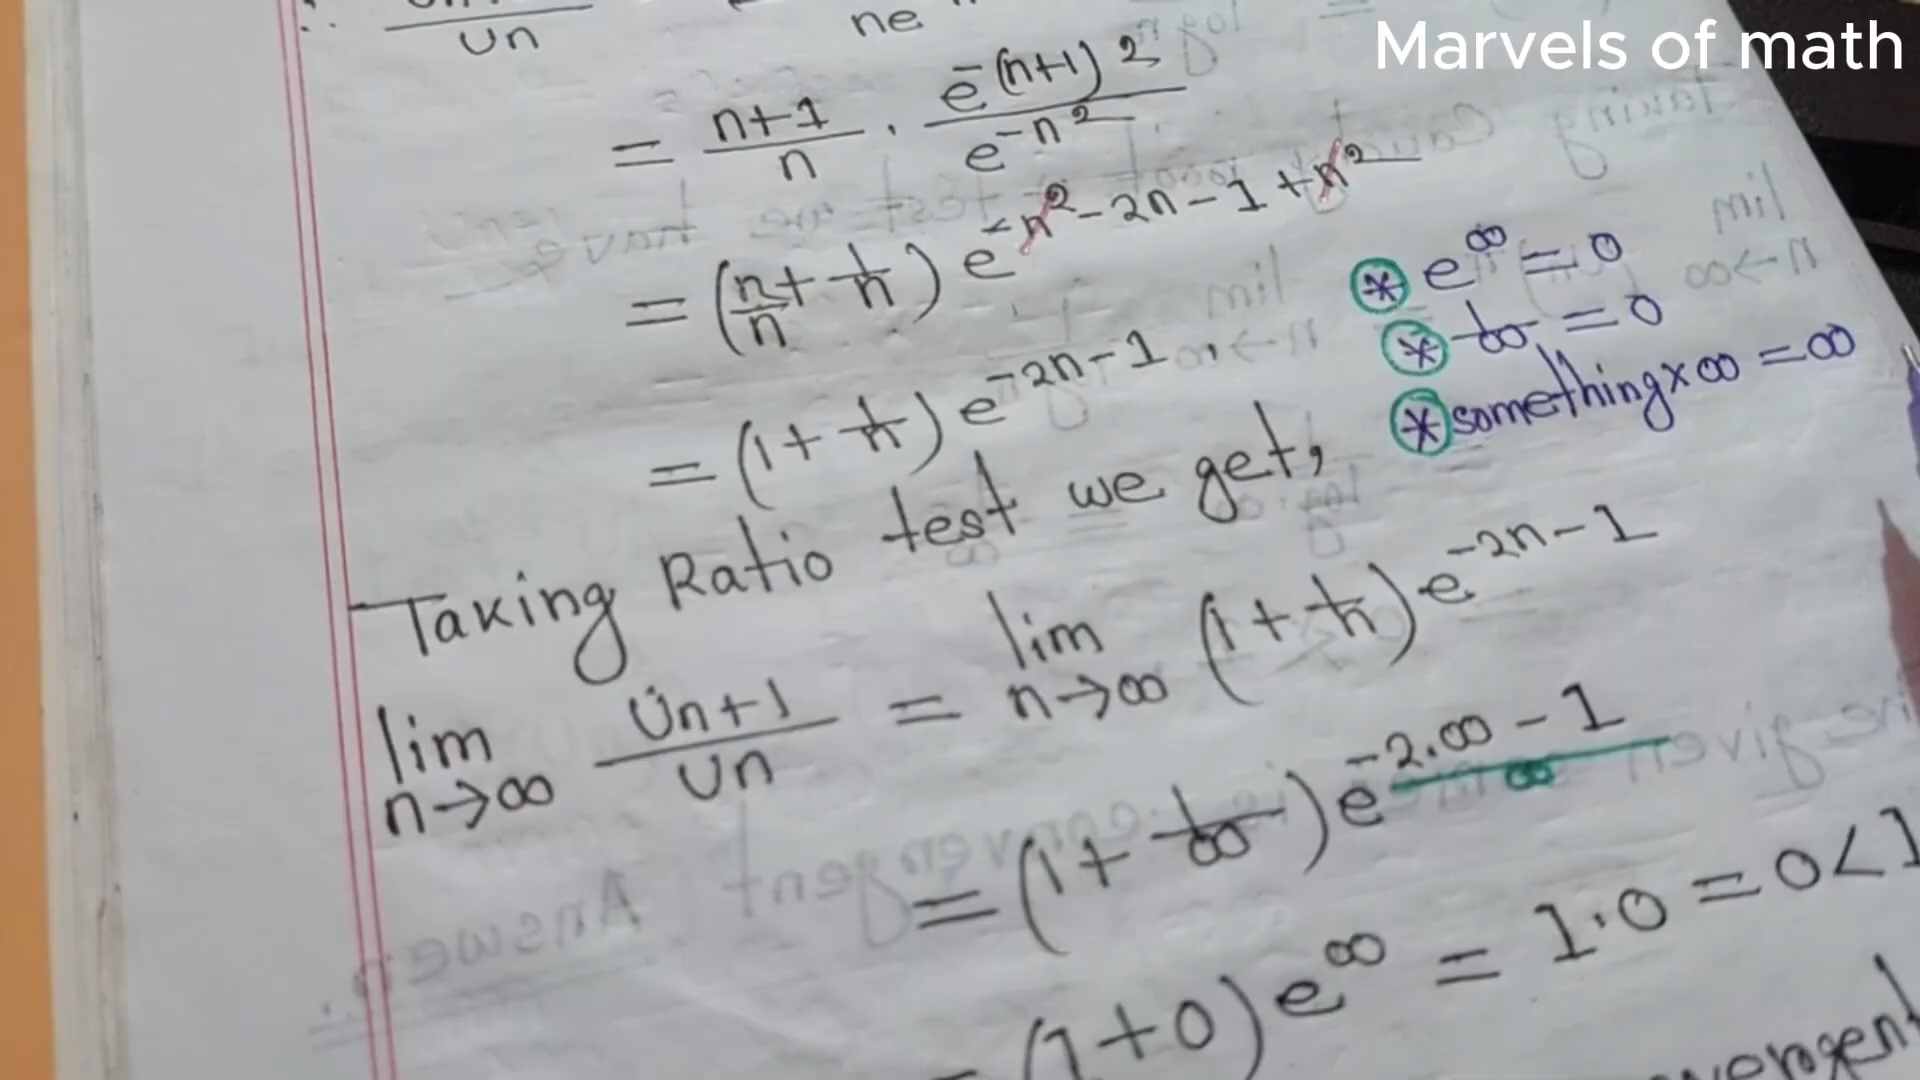 Marvels of math
Un
ne
= n+1/n . e^-(n+1)2/e^-n2
= (n/n + 1/n) e^-n2-2n-1+n2
* e^∞ = 0
* 1/∞ = 0
* something×∞ = ∞
= (1 + 1/n) e^-2n-1
Taking Ratio test we get,
lim n→∞ Un+1/Un = lim n→∞ (1 + 1/n) e^-2n-1
= (1 + 1/∞) e^-2.∞-1
∞
= (1+0) e^∞ = 1.0 = 0<1